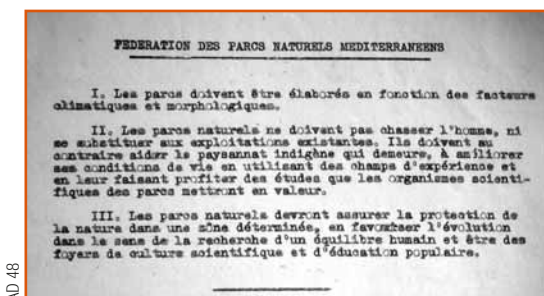 FEDERATION DES PARCS NATURELS MEDITERRANEENS
I. Les parcs doivent être élaborés en fonction des facteurs
climatiques et morphologiques.
II. Les parcs naturels ne doivent pas chasser l'homme, ni
se substituer aux exploitations existantes. Ils doivent au
contraire aider le paysannat indigène qui demeure, à améliorer
ses conditions de vie en utilisant des champs d'expérience et
en leur faisant profiter des études que les organismes scienti-
fiques des parcs mettront en valeur.
III. Les parcs naturels devront assurer la protection de
la nature dans une zône déterminée, en favorisser l'évolution
dans le sens de la recherche d'un équilibre humain et être des
foyers de culture scientifique et d'éducation populaire.
AD 48